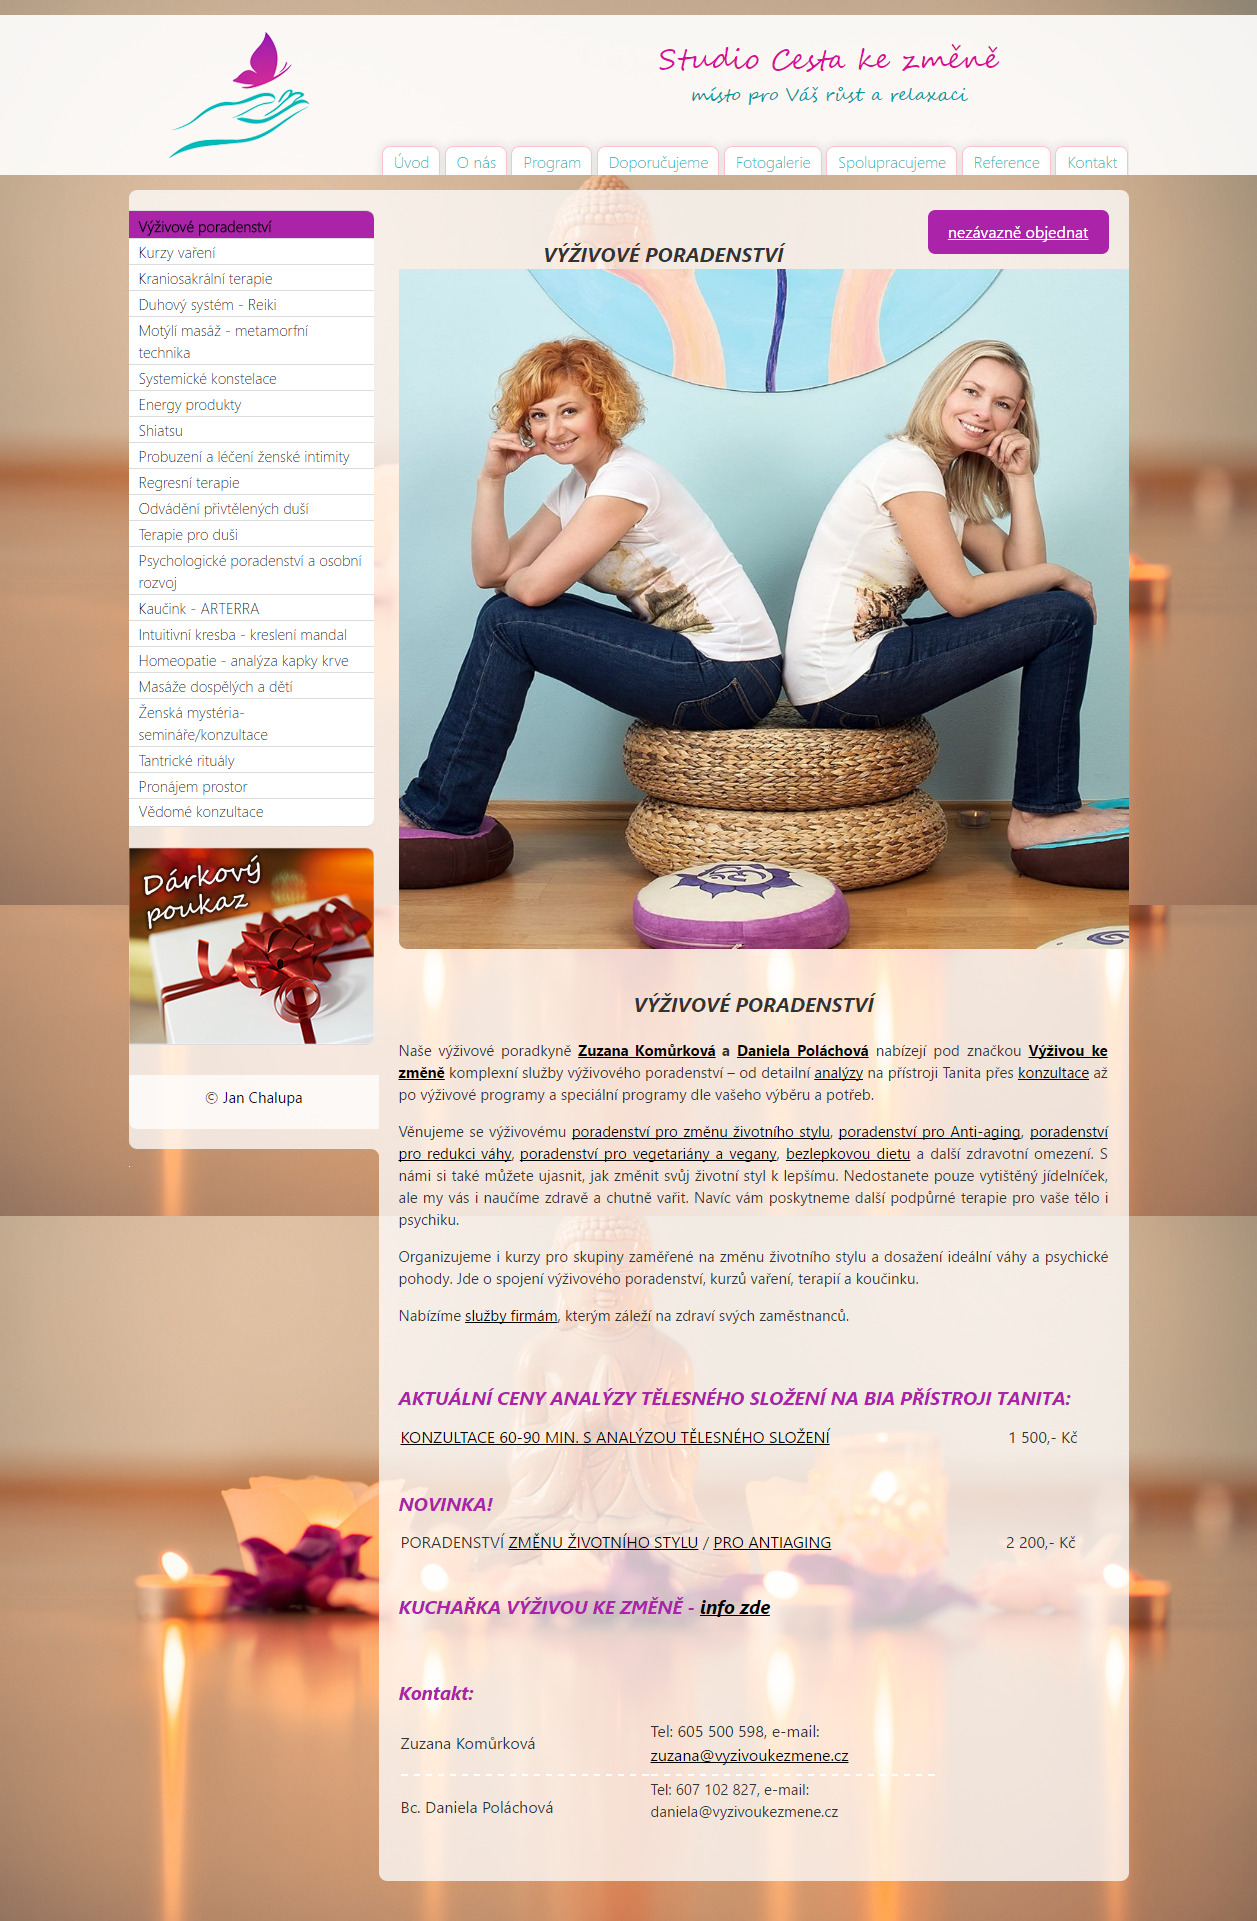 Studio Cesta ke změně
místo pro Váš růst a relaxaci
Úvod
O nás
Program
Doporučujeme
Fotogalerie
Spolupracujeme
Reference
Kontakt
Výživové poradenství
Kurzy vaření
Kraniosakrální terapie
Duhový systém - Reiki
Motýlí masáž - metamorfní
technika
Systemické konstelace
Energy produkty
Shiatsu
Probuzení a léčení ženské intimity
Regresní terapie
Odvádění přivtělených duší
Terapie pro duši
Psychologické poradenství a osobní
rozvoj
Kaučink - ARTERRA
Intuitivní kresba - kreslení mandal
Homeopatie - analýza kapky krve
Masáže dospělých a dětí
Ženská mystéria-
semináře/konzultace
Tantrické rituály
Pronájem prostor
Vědomé konzultace
Dárkový
poukaz
© Jan Chalupa
nezávazně objednat
VÝŽIVOVÉ PORADENSTVÍ
VÝŽIVOVÉ PORADENSTVÍ
Naše výživové poradkyně Zuzana Komůrková a Daniela Poláchová nabízejí pod značkou Výživou ke
změně komplexní služby výživového poradenství – od detailní analýzy na přístroji Tanita přes konzultace až
po výživové programy a speciální programy dle vašeho výběru a potřeb.
Věnujeme se výživovému poradenství pro změnu životního stylu, poradenství pro Anti-aging, poradenství
pro redukci váhy, poradenství pro vegetariány a vegany, bezlepkovou dietu a další zdravotní omezení. S
námi si také můžete ujasnit, jak změnit svůj životní styl k lepšímu. Nedostanete pouze vytištěný jídelníček,
ale my vás i naučíme zdravě a chutně vařit. Navíc vám poskytneme další podpůrné terapie pro vaše tělo i
psychiku.
Organizujeme i kurzy pro skupiny zaměřené na změnu životního stylu a dosažení ideální váhy a psychické
pohody. Jde o spojení výživového poradenství, kurzů vaření, terapií a koučinku.
Nabízíme služby firmám, kterým záleží na zdraví svých zaměstnanců.
AKTUÁLNÍ CENY ANALÝZY TĚLESNÉHO SLOŽENÍ NA BIA PŘÍSTROJI TANITA:
KONZULTACE 60-90 MIN. S ANALÝZOU TĚLESNÉHO SLOŽENÍ 1 500,- Kč
NOVINKA!
PORADENSTVÍ ZMĚNU ŽIVOTNÍHO STYLU / PRO ANTIAGING 2 200,- Kč
KUCHAŘKA VÝŽIVOU KE ZMĚNĚ - info zde
Kontakt:
Zuzana Komůrková
Tel: 605 500 598, e-mail:
zuzana@vyzivoukezmene.cz
Bc. Daniela Poláchová
Tel: 607 102 827, e-mail:
daniela@vyzivoukezmene.cz